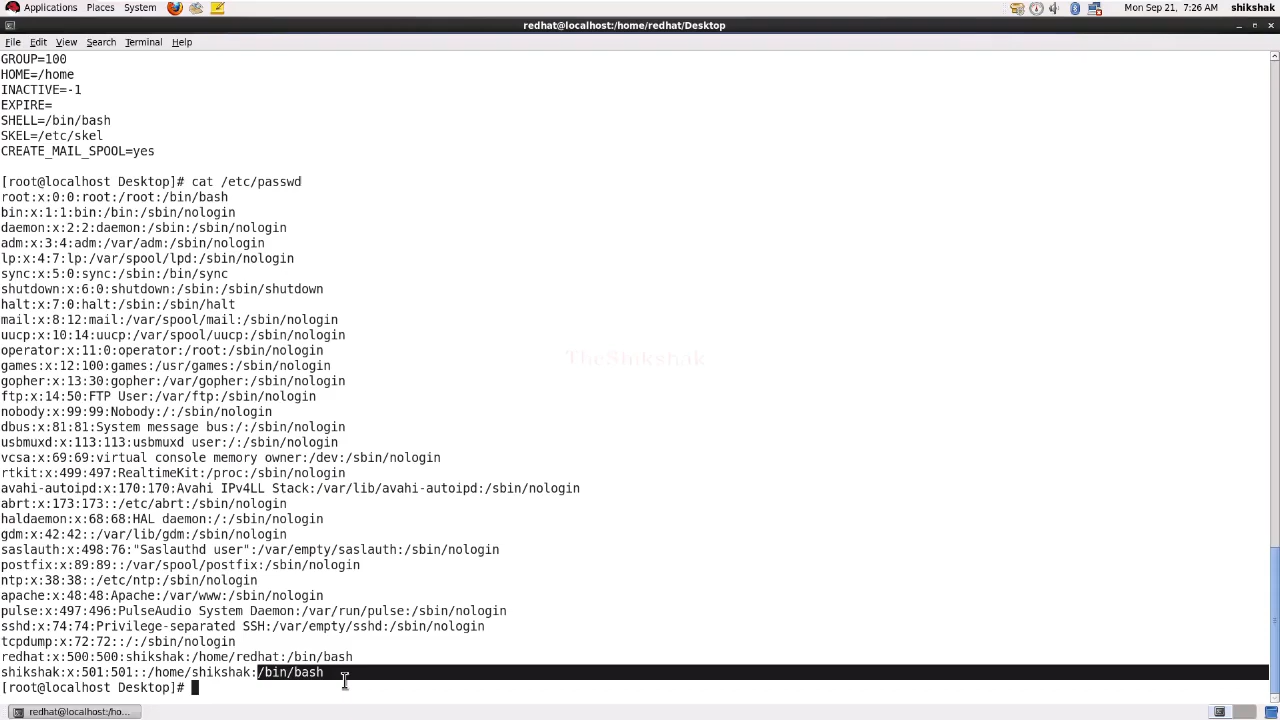 Applications Places System Mon Sep 21, 7:26 AM shikshak
redhat@localhost:/home/redhat/Desktop
File Edit View Search Terminal Help
GROUP=100
HOME=/home
INACTIVE=-1
EXPIRE=
SHELL=/bin/bash
SKEL=/etc/skel
CREATE_MAIL_SPOOL=yes
[root@localhost Desktop]# cat /etc/passwd
root:x:0:0:root:/root:/bin/bash
bin:x:1:1:bin:/bin:/sbin/nologin
daemon:x:2:2:daemon:/sbin:/sbin/nologin
adm:x:3:4:adm:/var/adm:/sbin/nologin
lp:x:4:7:lp:/var/spool/lpd:/sbin/nologin
sync:x:5:0:sync:/sbin:/bin/sync
shutdown:x:6:0:shutdown:/sbin:/sbin/shutdown
halt:x:7:0:halt:/sbin:/sbin/halt
mail:x:8:12:mail:/var/spool/mail:/sbin/nologin
uucp:x:10:14:uucp:/var/spool/uucp:/sbin/nologin
operator:x:11:0:operator:/root:/sbin/nologin
games:x:12:100:games:/usr/games:/sbin/nologin
gopher:x:13:30:gopher:/var/gopher:/sbin/nologin
ftp:x:14:50:FTP User:/var/ftp:/sbin/nologin
nobody:x:99:99:Nobody:/:/sbin/nologin
dbus:x:81:81:System message bus:/:/sbin/nologin
usbmuxd:x:113:113:usbmuxd user:/:/sbin/nologin
vcsa:x:69:69:virtual console memory owner:/dev:/sbin/nologin
rtkit:x:499:497:RealtimeKit:/proc:/sbin/nologin
avahi-autoipd:x:170:170:Avahi IPv4LL Stack:/var/lib/avahi-autoipd:/sbin/nologin
abrt:x:173:173::/etc/abrt:/sbin/nologin
haldaemon:x:68:68:HAL daemon:/:/sbin/nologin
gdm:x:42:42::/var/lib/gdm:/sbin/nologin
saslauth:x:498:76:"Saslauthd user":/var/empty/saslauth:/sbin/nologin
postfix:x:89:89::/var/spool/postfix:/sbin/nologin
ntp:x:38:38::/etc/ntp:/sbin/nologin
apache:x:48:48:Apache:/var/www:/sbin/nologin
pulse:x:497:496:PulseAudio System Daemon:/var/run/pulse:/sbin/nologin
sshd:x:74:74:Privilege-separated SSH:/var/empty/sshd:/sbin/nologin
tcpdump:x:72:72::/:/sbin/nologin
redhat:x:500:500:shikshak:/home/redhat:/bin/bash
shikshak:x:501:501::/home/shikshak:/bin/bash
[root@localhost Desktop]#
TheShikshak
redhat@localhost:/ho...